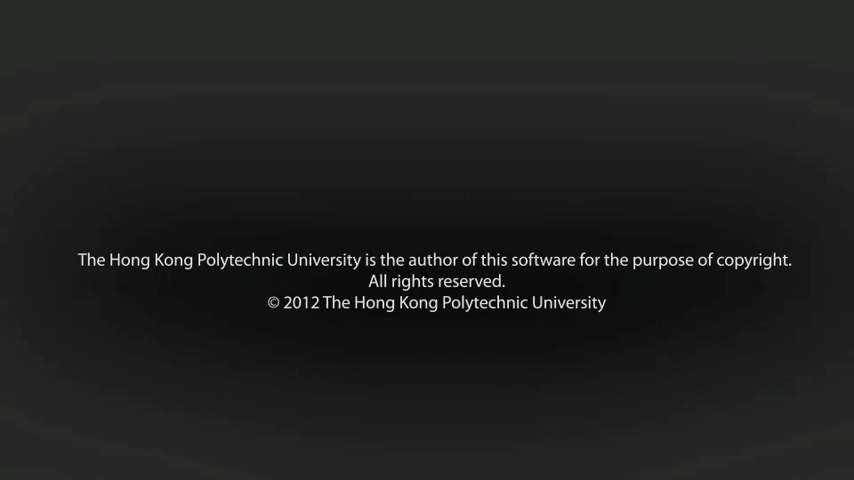 The Hong Kong Polytechnic University is the author of this software for the purpose of copyright.
All rights reserved.
© 2012 The Hong Kong Polytechnic University